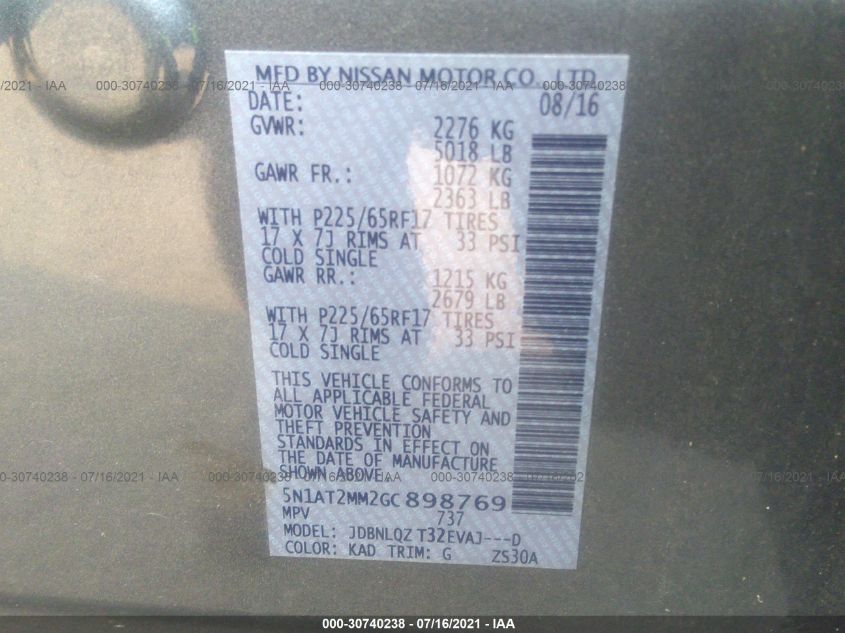 MFD BY NISSAN MOTOR CO., LTD
DATE: 08/16
GVWR: 2276 KG
5018 LB
GAWR FR.: 1072 KG
2363 LB
WITH P225/65RF17 TIRES
17 X 7J RIMS AT 33 PSI
COLD SINGLE
GAWR RR.: 1215 KG
2679 LB
WITH P225/65RF17 TIRES
17 X 7J RIMS AT 33 PSI
COLD SINGLE
THIS VEHICLE CONFORMS TO
ALL APPLICABLE FEDERAL
MOTOR VEHICLE SAFETY AND
THEFT PREVENTION
STANDARDS IN EFFECT ON
THE DATE OF MANUFACTURE
SHOWN ABOVE.
5N1AT2MM2GC898769
MPV 737
MODEL: JDBNLQZ T32EVAJ---D
COLOR: KAD TRIM: G ZS30A
000-30740238 - 07/16/2021 - IAA